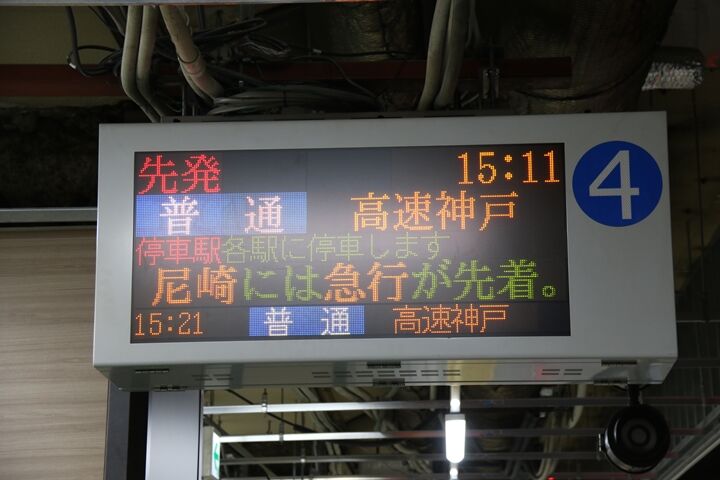 先発 15:11
普通 高速神戸
停車駅 各駅に停車します
尼崎には急行が先着。
15:21 普通 高速神戸
4